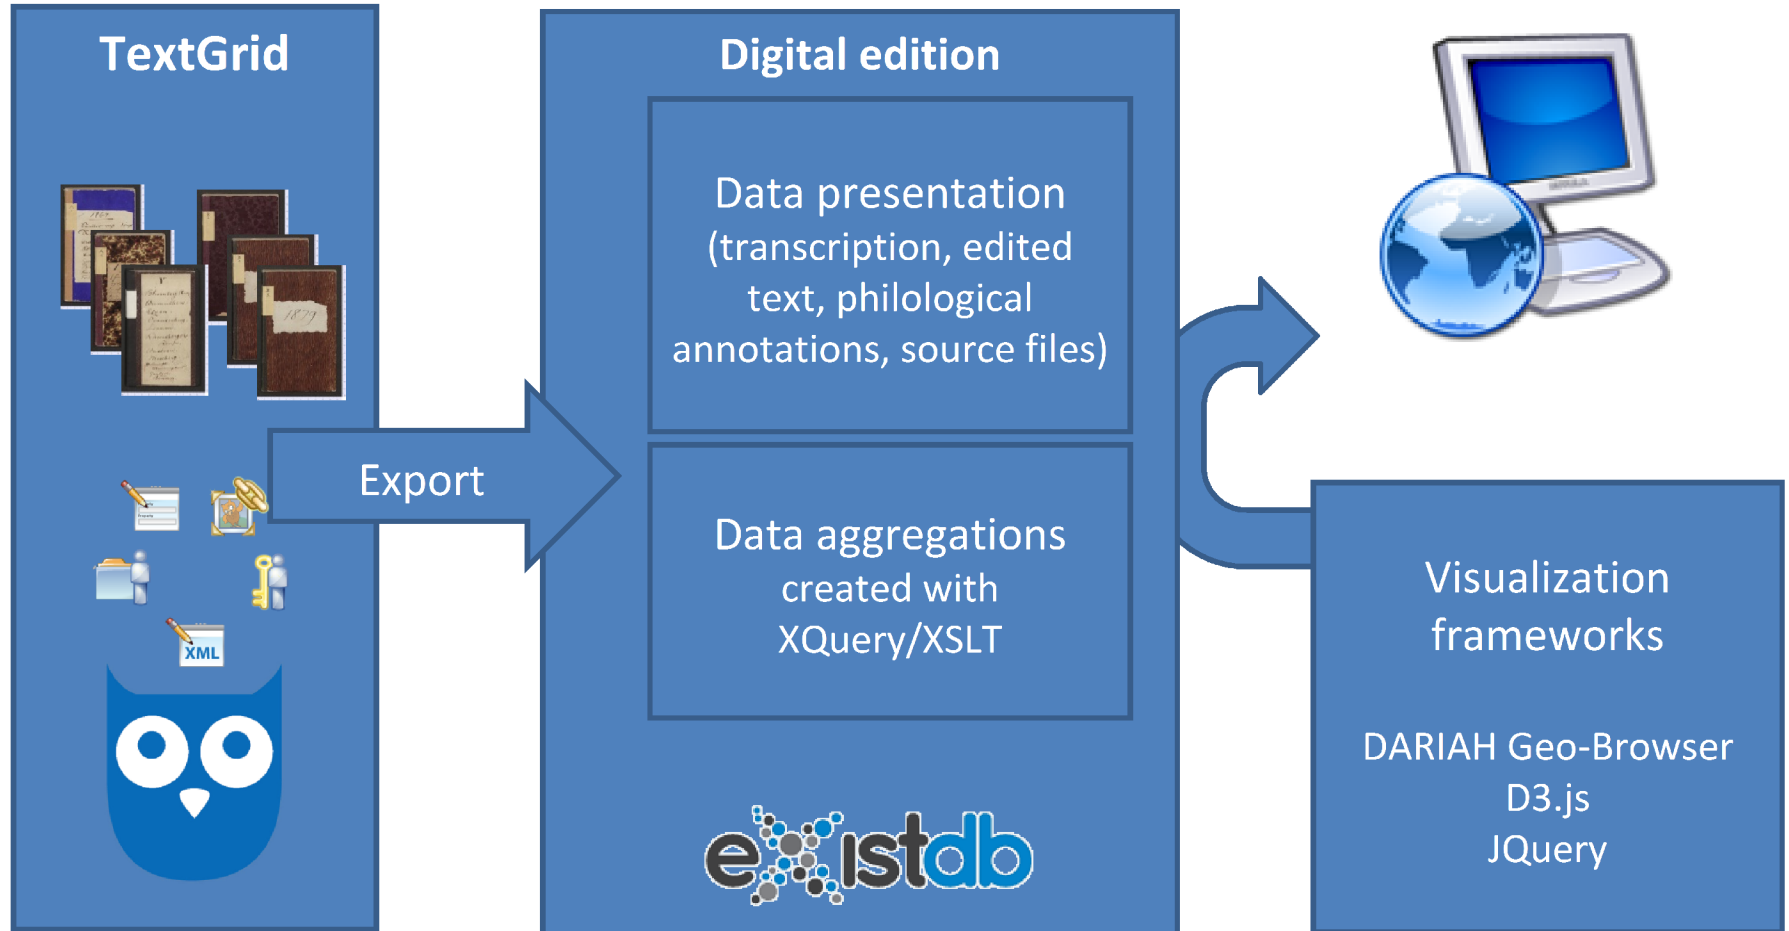 TextGrid
1879
XML
Export
Digital edition
Data presentation
(transcription, edited
text, philological
annotations, source files)
Data aggregations
created with
XQuery/XSLT
eXistdb
Visualization
frameworks
DARIAH Geo-Browser
D3.js
JQuery